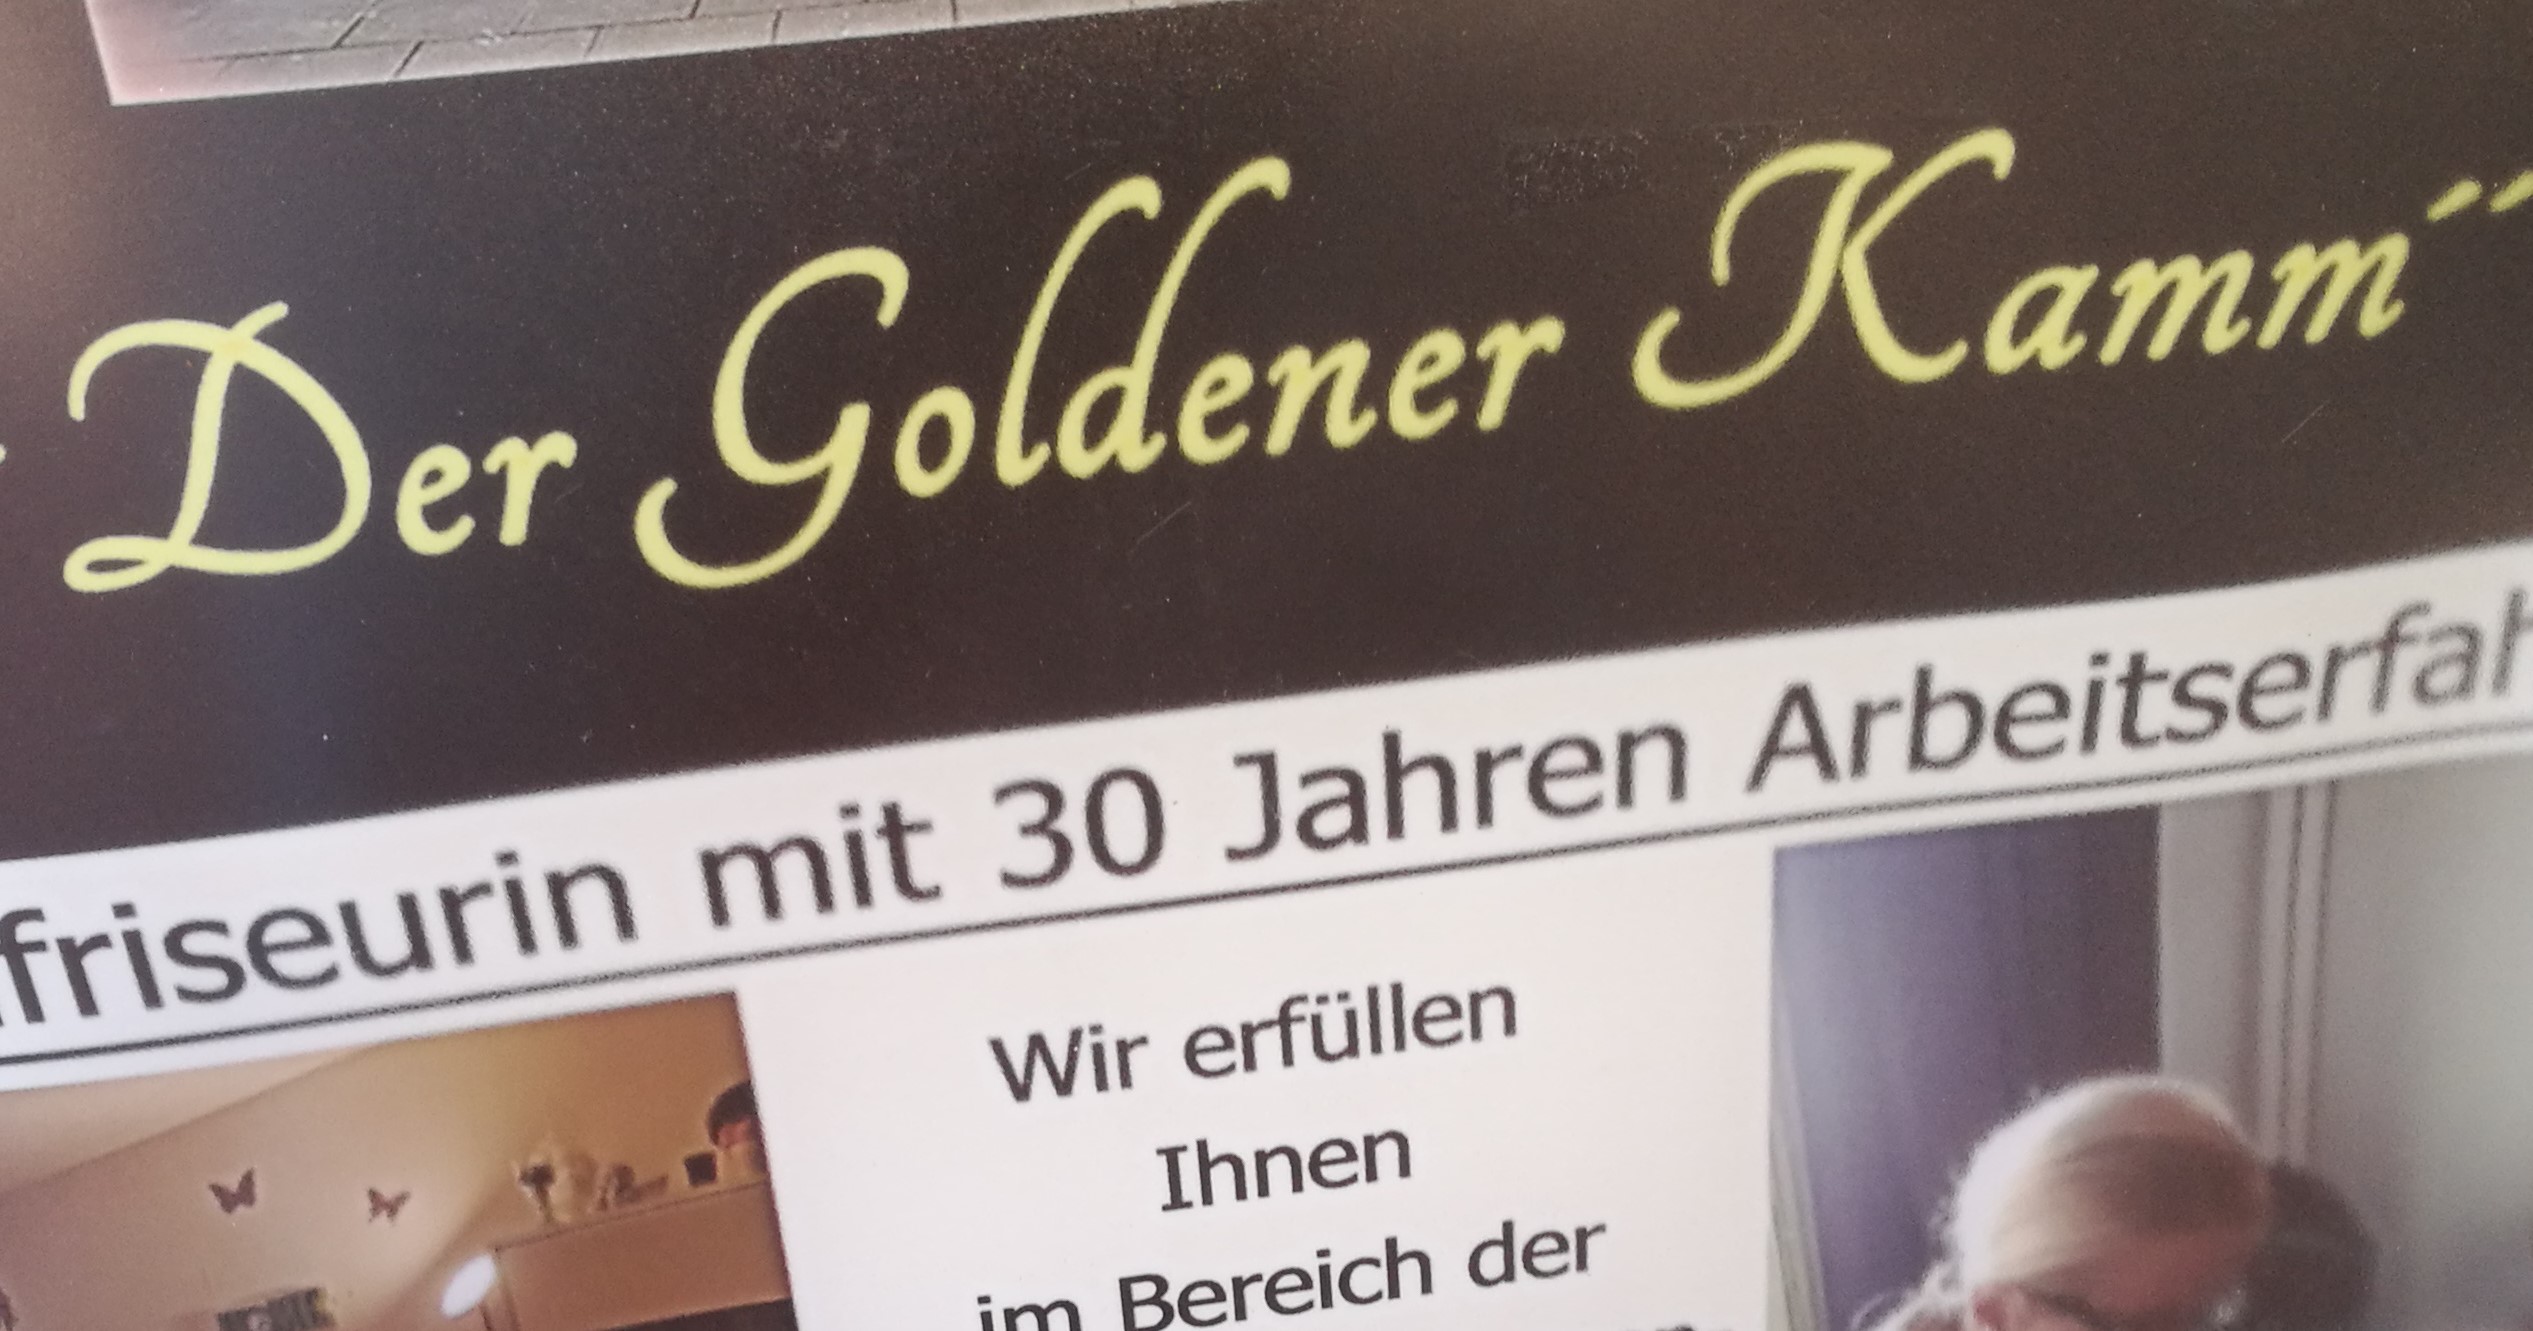 Der Goldener Kamm´´
friseurin mit 30 Jahren Arbeitserfah
Wir erfüllen
Ihnen
im Bereich der